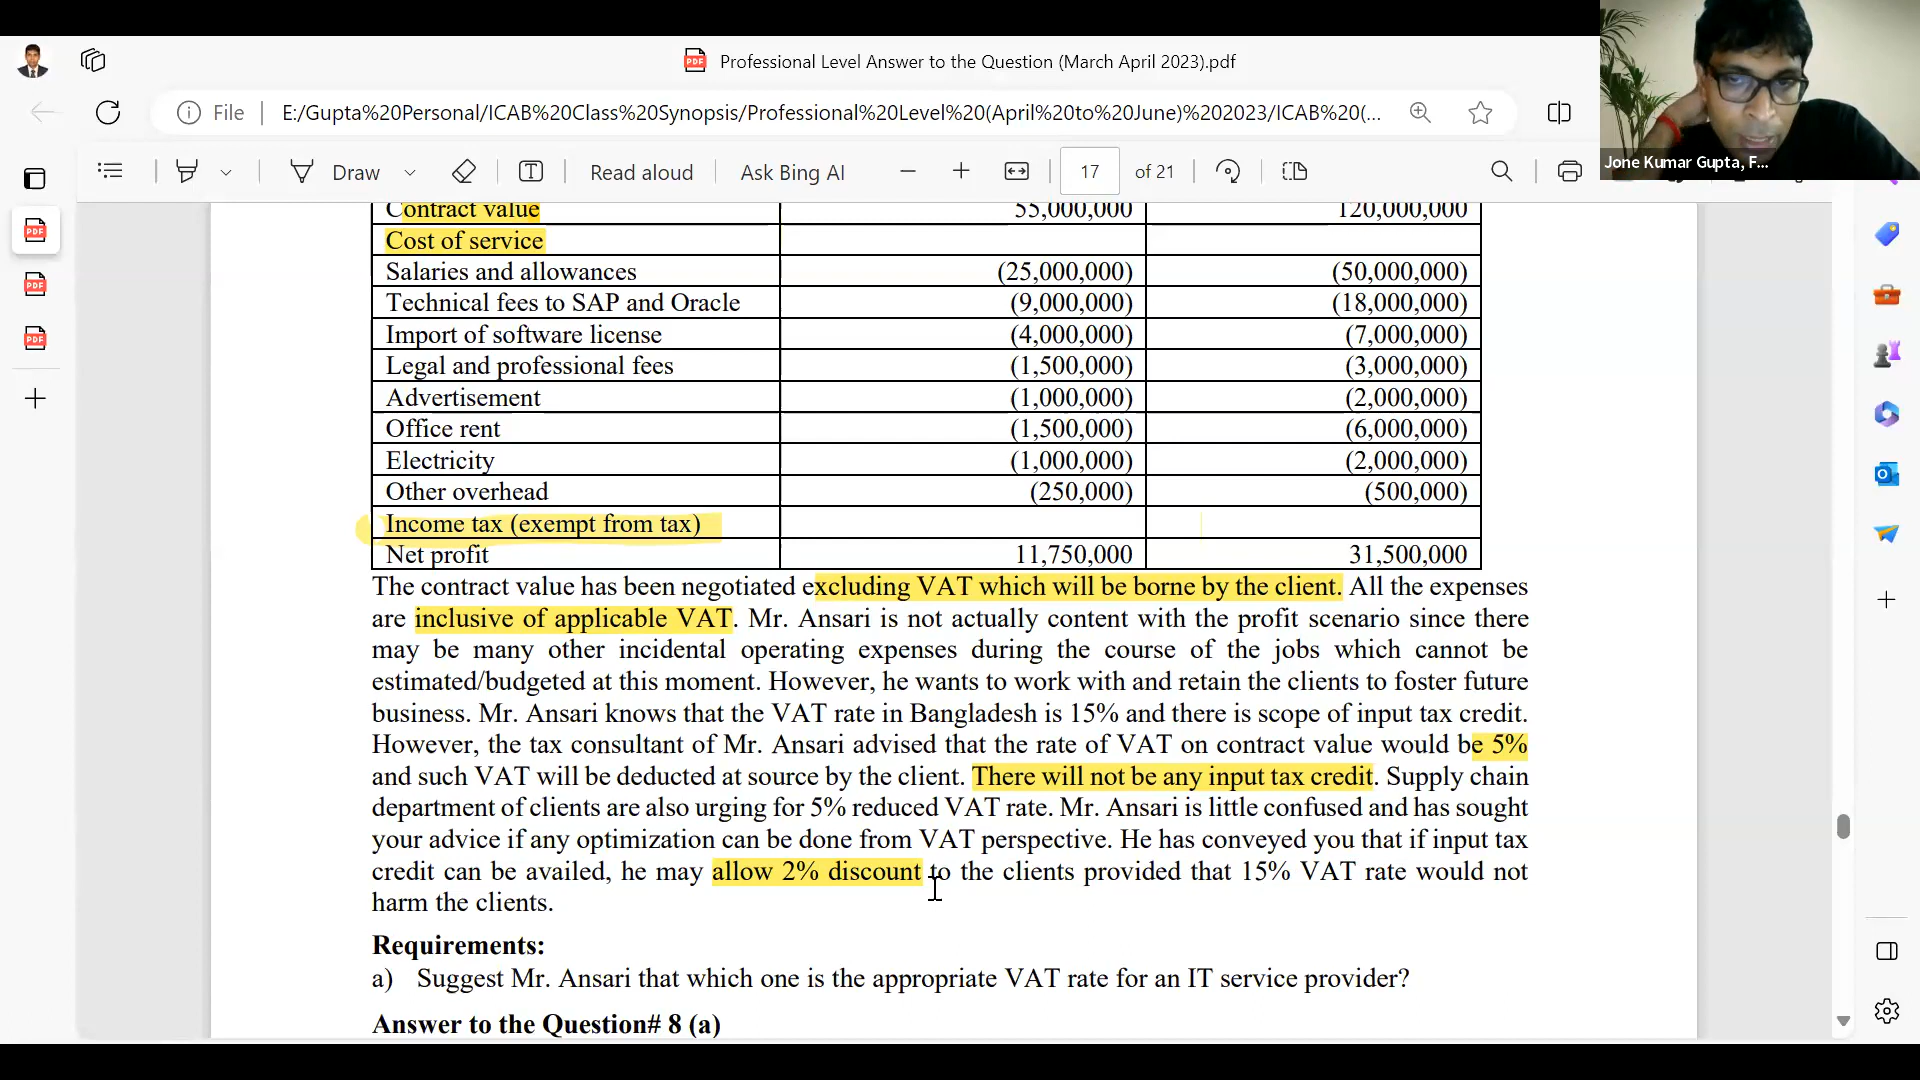 Professional Level Answer to the Question (March April 2023).pdf
File
E:/Gupta%20Personal/ICAB%20Class%20Synopsis/Professional%20Level%20(April%20to%20June)%202023/ICAB%20(...
Jone Kumar Gupta, F...
Draw
Read aloud
Ask Bing AI
17 of 21
Contract value 55,000,000 120,000,000
Cost of service
Salaries and allowances (25,000,000) (50,000,000)
Technical fees to SAP and Oracle (9,000,000) (18,000,000)
Import of software license (4,000,000) (7,000,000)
Legal and professional fees (1,500,000) (3,000,000)
Advertisement (1,000,000) (2,000,000)
Office rent (1,500,000) (6,000,000)
Electricity (1,000,000) (2,000,000)
Other overhead (250,000) (500,000)
Income tax (exempt from tax)
Net profit 11,750,000 31,500,000
The contract value has been negotiated excluding VAT which will be borne by the client. All the expenses
are inclusive of applicable VAT. Mr. Ansari is not actually content with the profit scenario since there
may be many other incidental operating expenses during the course of the jobs which cannot be
estimated/budgeted at this moment. However, he wants to work with and retain the clients to foster future
business. Mr. Ansari knows that the VAT rate in Bangladesh is 15% and there is scope of input tax credit.
However, the tax consultant of Mr. Ansari advised that the rate of VAT on contract value would be 5%
and such VAT will be deducted at source by the client. There will not be any input tax credit. Supply chain
department of clients are also urging for 5% reduced VAT rate. Mr. Ansari is little confused and has sought
your advice if any optimization can be done from VAT perspective. He has conveyed you that if input tax
credit can be availed, he may allow 2% discount to the clients provided that 15% VAT rate would not
harm the clients.
Requirements:
a) Suggest Mr. Ansari that which one is the appropriate VAT rate for an IT service provider?
Answer to the Question# 8 (a)